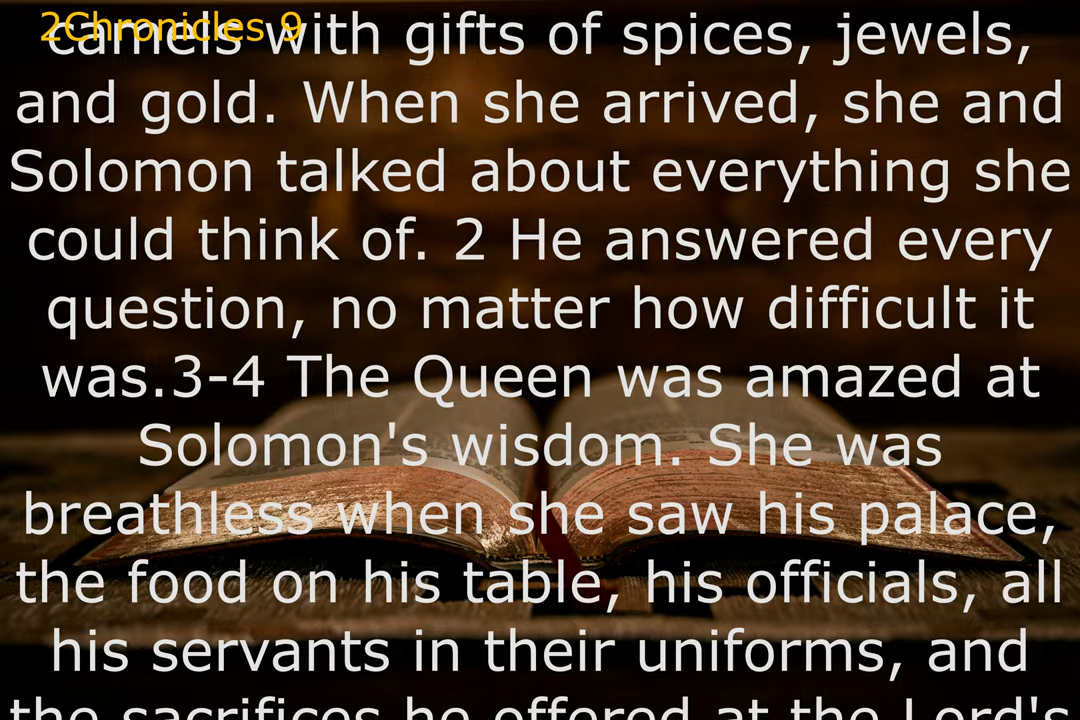 2Chronicles 9
camels with gifts of spices, jewels,
and gold. When she arrived, she and
Solomon talked about everything she
could think of. 2 He answered every
question, no matter how difficult it
was.3-4 The Queen was amazed at
Solomon's wisdom. She was
breathless when she saw his palace,
the food on his table, his officials, all
his servants in their uniforms, and
the sacrifices he offered at the Lord's